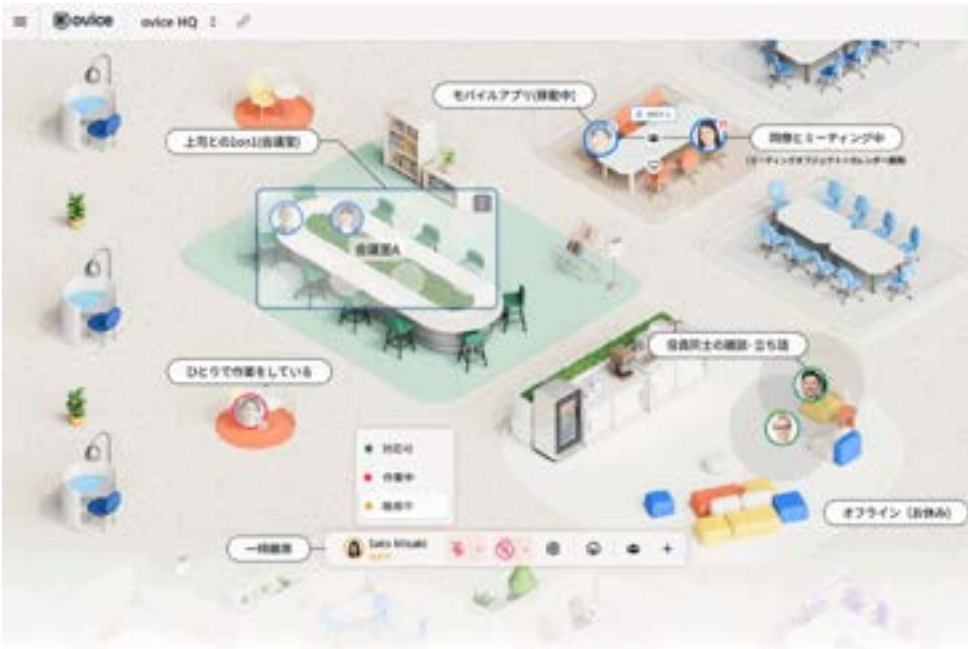 ovice
ovice HQ
モバイルアプリ(移動中)
上司との1on1(会議室)
同僚とミーティング中
会議室A
役員同士の雑談・立ち話
ひとりで作業をしている
対応可
作業中
離席中
オフライン（お休み）
一時離席
Sato Misaki